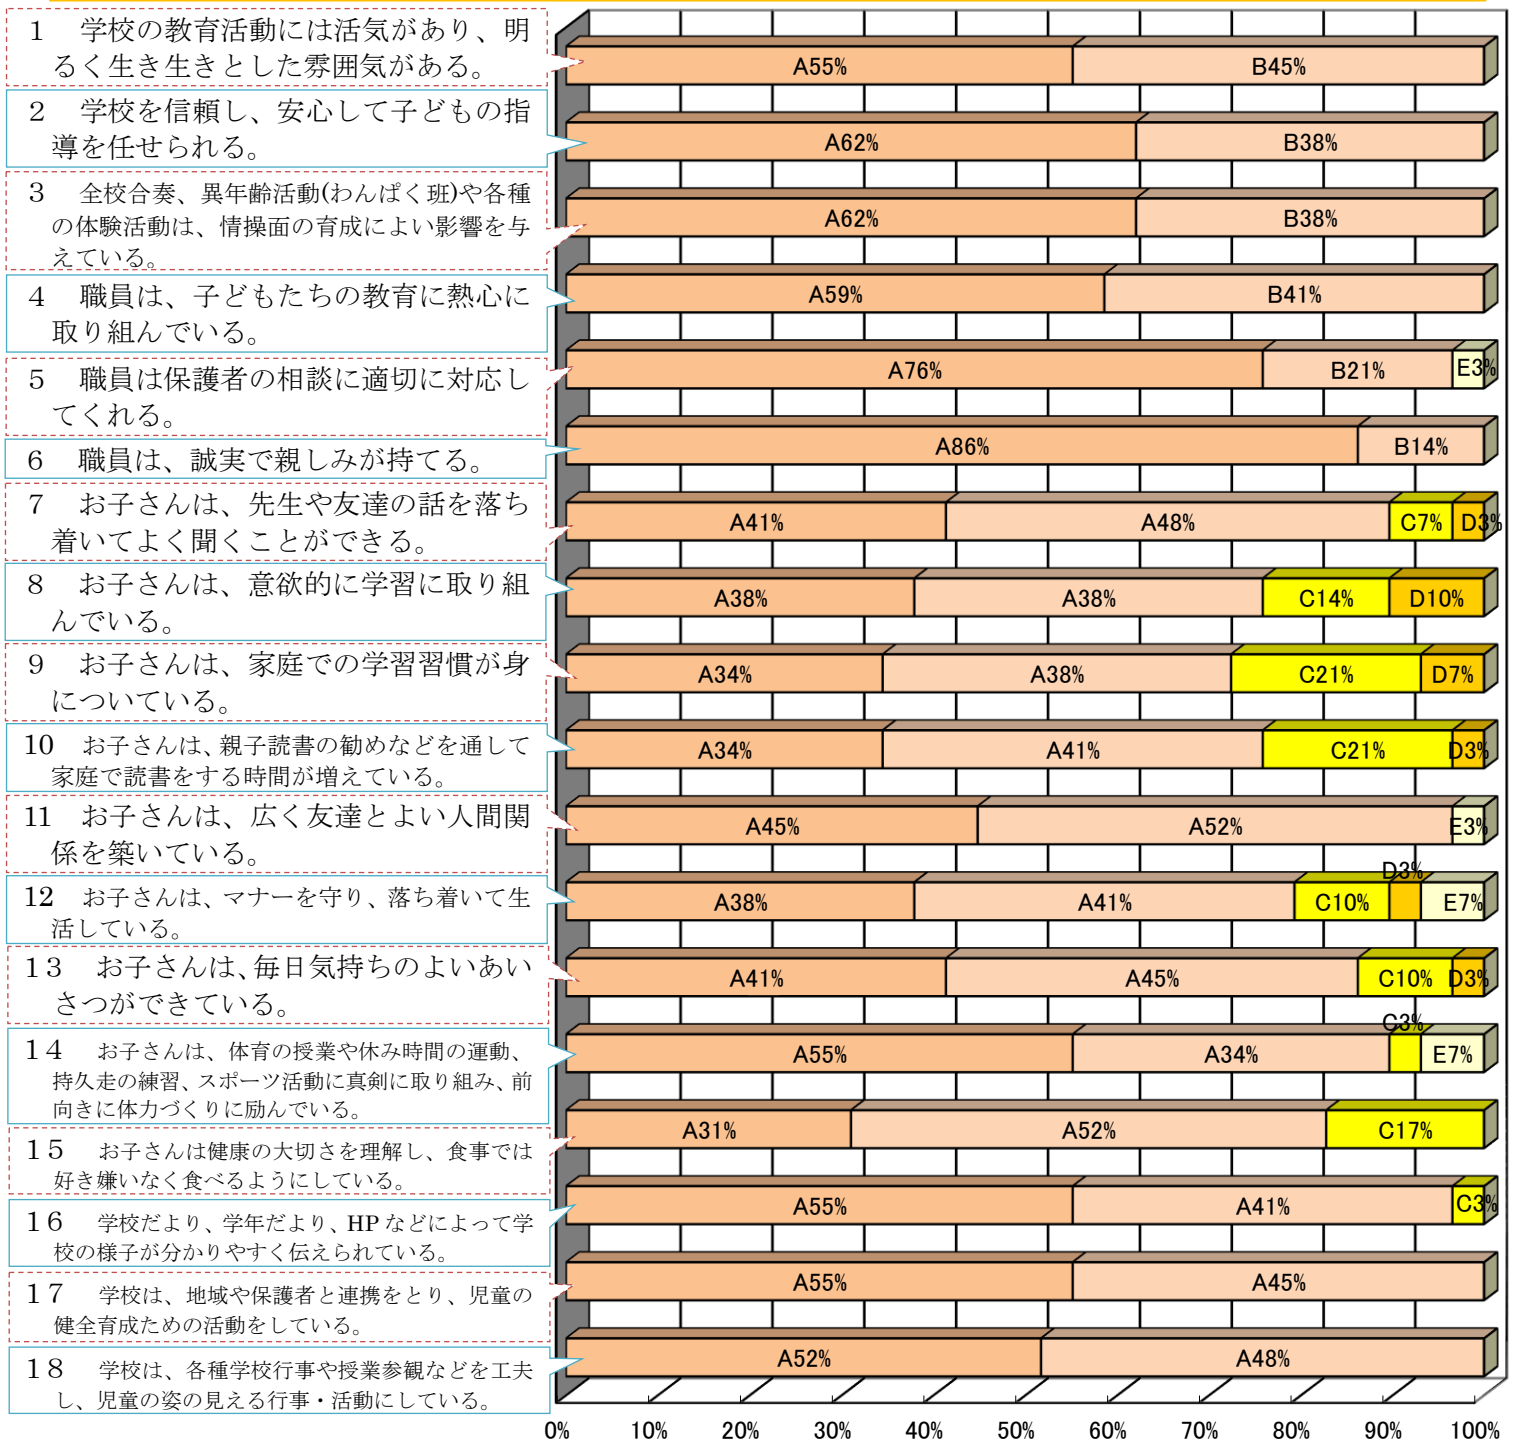 1 学校の教育活動には活気があり、明
るく生き生きとした雰囲気がある。
A55% B45%
2 学校を信頼し、安心して子どもの指
導を任せられる。
A62% B38%
3 全校合奏、異年齢活動(わんぱく班)や各種
の体験活動は、情操面の育成によい影響を与
えている。
A62% B38%
4 職員は、子どもたちの教育に熱心に
取り組んでいる。
A59% B41%
5 職員は保護者の相談に適切に対応し
てくれる。
A76% B21% E3%
6 職員は、誠実で親しみが持てる。
A86% B14%
7 お子さんは、先生や友達の話を落ち
着いてよく聞くことができる。
A41% A48% C7% D3%
8 お子さんは、意欲的に学習に取り組
んでいる。
A38% A38% C14% D10%
9 お子さんは、家庭での学習習慣が身
についている。
A34% A38% C21% D7%
10 お子さんは、親子読書の勧めなどを通して
家庭で読書をする時間が増えている。
A34% A41% C21% D3%
11 お子さんは、広く友達とよい人間関
係を築いている。
A45% A52% E3%
12 お子さんは、マナーを守り、落ち着いて生
活している。
A38% A41% C10% D3% E7%
13 お子さんは、毎日気持ちのよいあい
さつができている。
A41% A45% C10% D3%
14 お子さんは、体育の授業や休み時間の運動、
持久走の練習、スポーツ活動に真剣に取り組み、前
向きに体力づくりに励んでいる。
A55% A34% C3% E7%
15 お子さんは健康の大切さを理解し、食事では
好き嫌いなく食べるようにしている。
A31% A52% C17%
16 学校だより、学年だより、HP などによって学
校の様子が分かりやすく伝えられている。
A55% A41% C3%
17 学校は、地域や保護者と連携をとり、児童の
健全育成ための活動をしている。
A55% A45%
18 学校は、各種学校行事や授業参観などを工夫
し、児童の姿の見える行事・活動にしている。
A52% A48%
0% 10% 20% 30% 40% 50% 60% 70% 80% 90% 100%